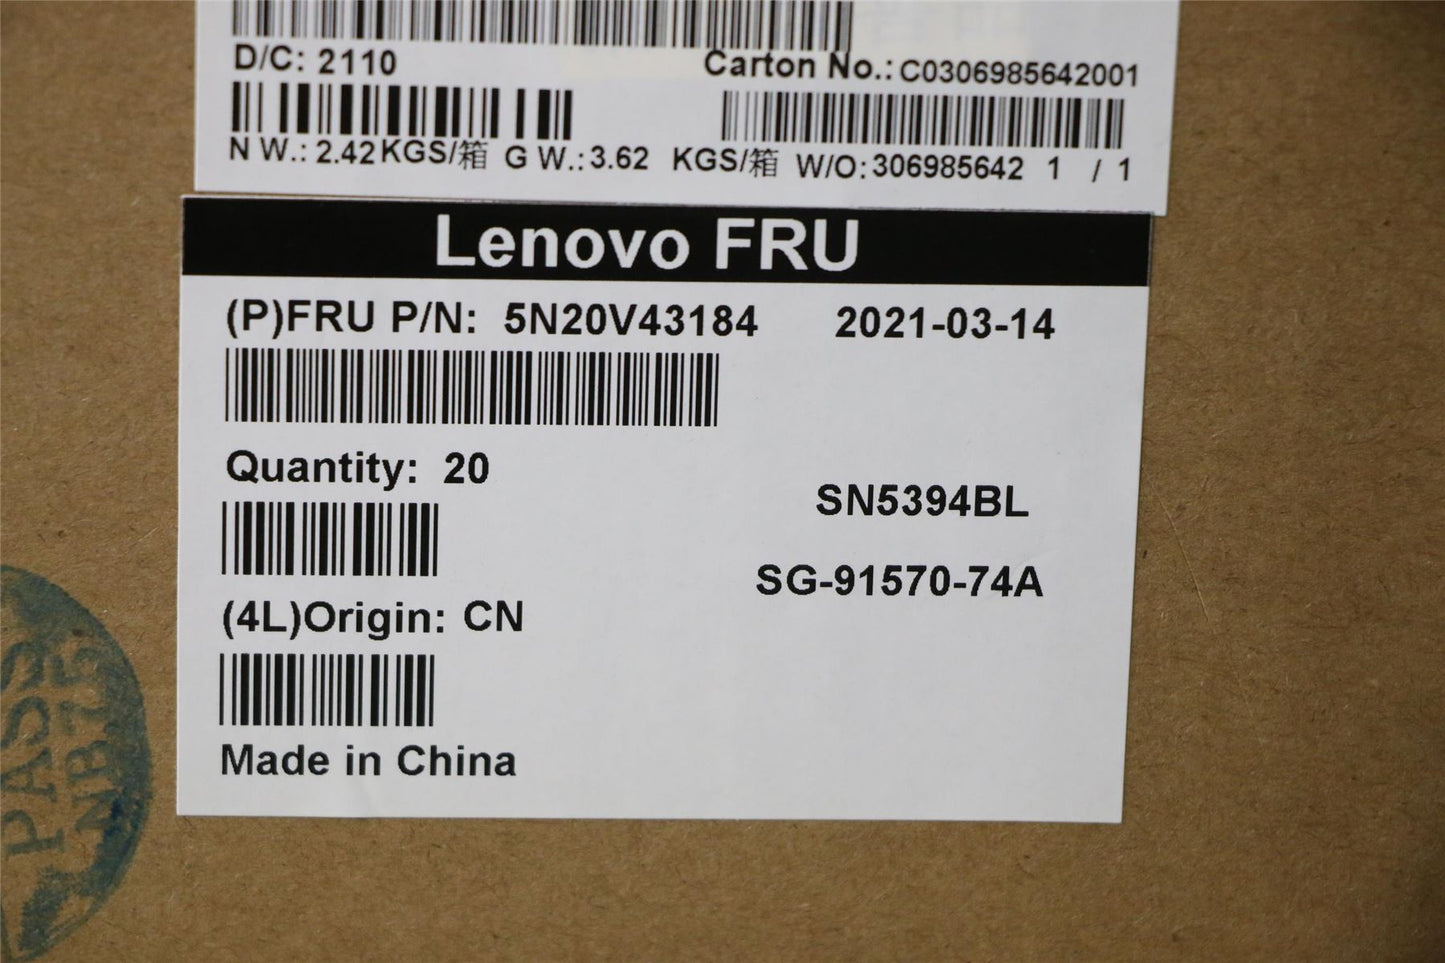 D/C: 2110
Carton No.: C0306985642001
N W.: 2.42 KGS/箱 G W.: 3.62 KGS/箱 W/O: 306985642 1 / 1
Lenovo FRU
(P)FRU P/N: 5N20V43184 2021-03-14
Quantity: 20
SN5394BL
SG-91570-74A
(4L)Origin: CN
Made in China
PASS